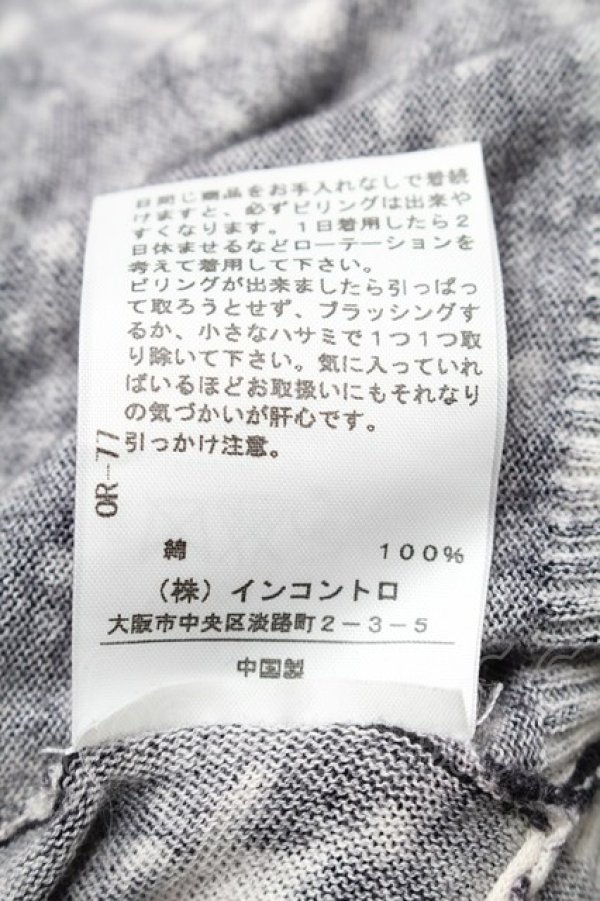 毎日同じ商品をお手入れなしで着続
けますと、必ずピリングは出来や
すくなります。1日着用したら2
日休ませるなどローテーションを
考えて着用して下さい。
ピリングが出来ましたら引っぱっ
て取ろうとせず、ブラッシングす
るか、小さなハサミで1つ1つ取
り除いて下さい。気に入っていれ
ばいるほどお取扱いにもそれなり
の気づかいが肝心です。
引っかけ注意。
OR-77
綿 100%
(株)インコントロ
大阪市中央区淡路町2-3-5
中国製